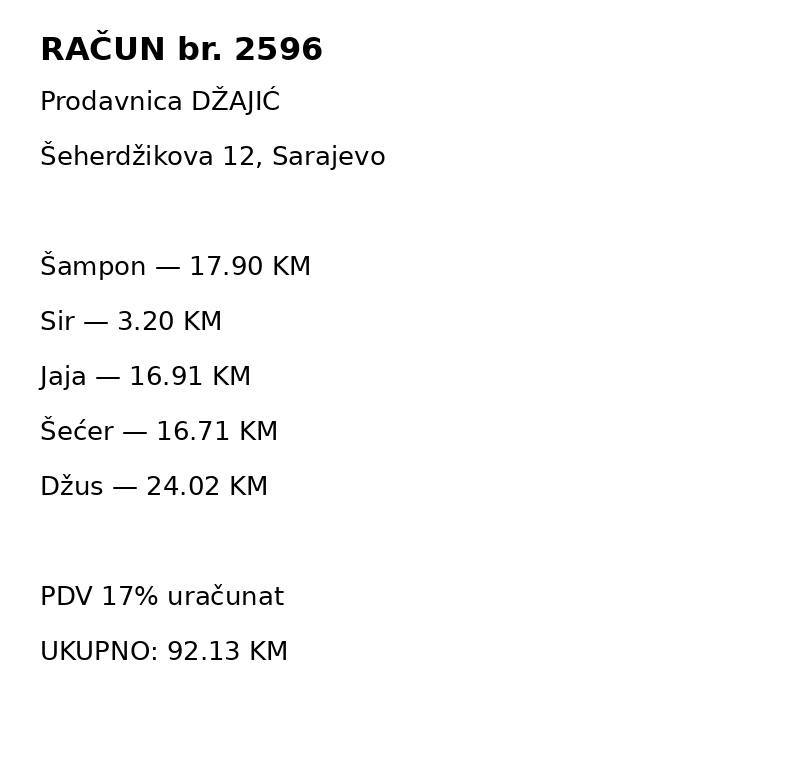 RAČUN br. 2596
Prodavnica DŽAJIĆ
Šeherdžikova 12, Sarajevo
Šampon — 17.90 KM
Sir — 3.20 KM
Jaja — 16.91 KM
Šećer — 16.71 KM
Džus — 24.02 KM
PDV 17% uračunat
UKUPNO: 92.13 KM